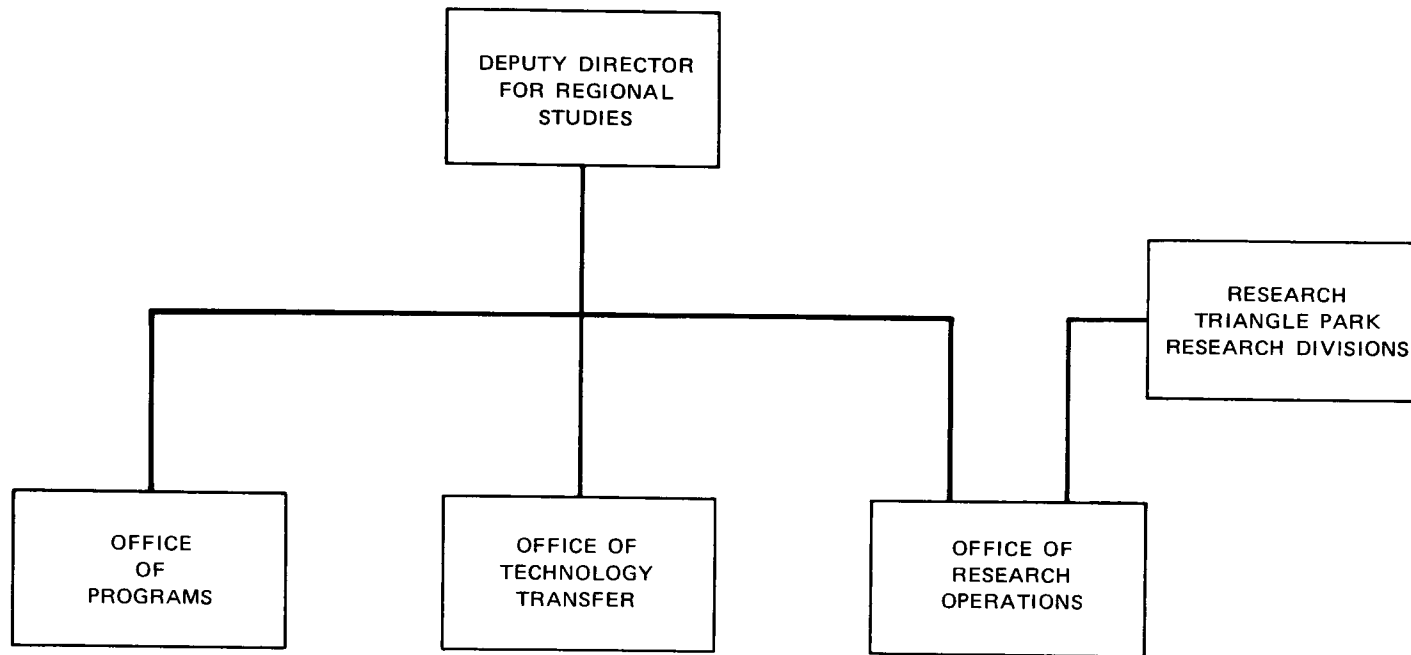 DEPUTY DIRECTOR
FOR REGIONAL
STUDIES
RESEARCH
TRIANGLE PARK
RESEARCH DIVISIONS
OFFICE
OF
PROGRAMS
OFFICE OF
TECHNOLOGY
TRANSFER
OFFICE OF
RESEARCH
OPERATIONS